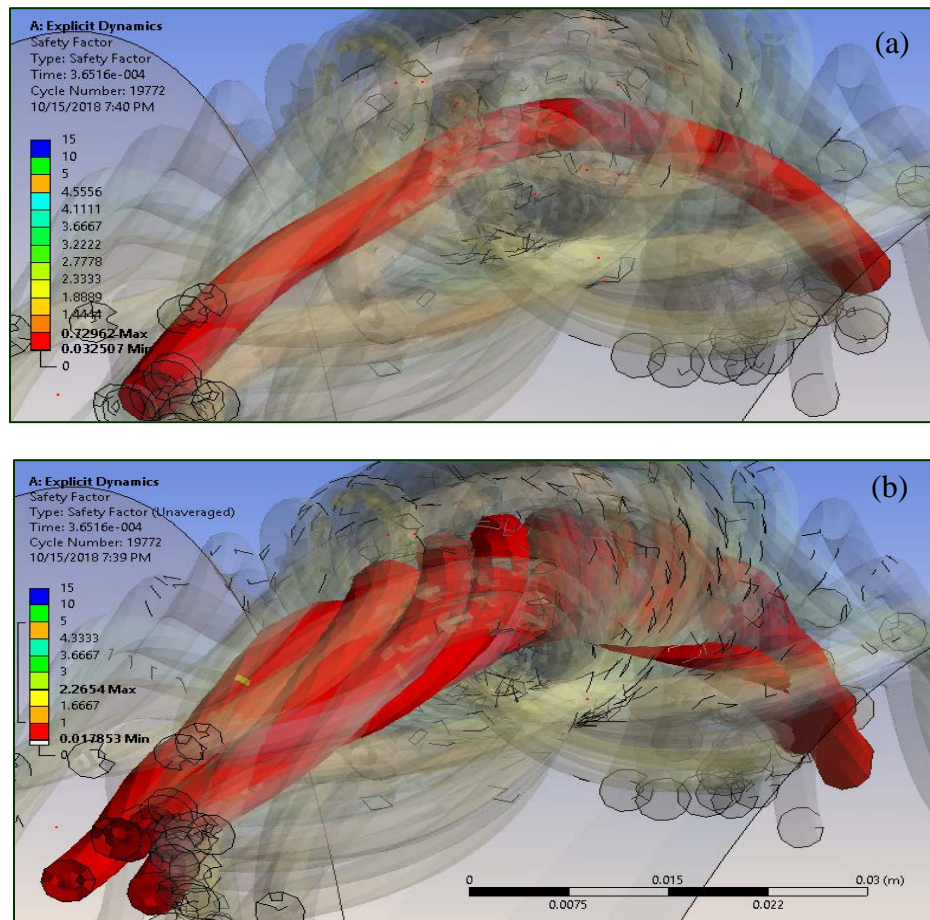 A: Explicit Dynamics
Safety Factor
Type: Safety Factor
Time: 3.6516e-004
Cycle Number: 19772
10/15/2018 7:40 PM
(a)
15
10
5
4.5556
4.1111
3.6667
3.2222
2.7778
2.3333
1.8889
1.4444
0.72962 Max
0.032507 Min
0
A: Explicit Dynamics
Safety Factor
Type: Safety Factor (Unaveraged)
Time: 3.6516e-004
Cycle Number: 19772
10/15/2018 7:39 PM
(b)
15
10
5
4.3333
3.6667
3
2.2654 Max
1.6667
1
0.017853 Min
0
0 0.015 0.03 (m)
0.0075 0.022